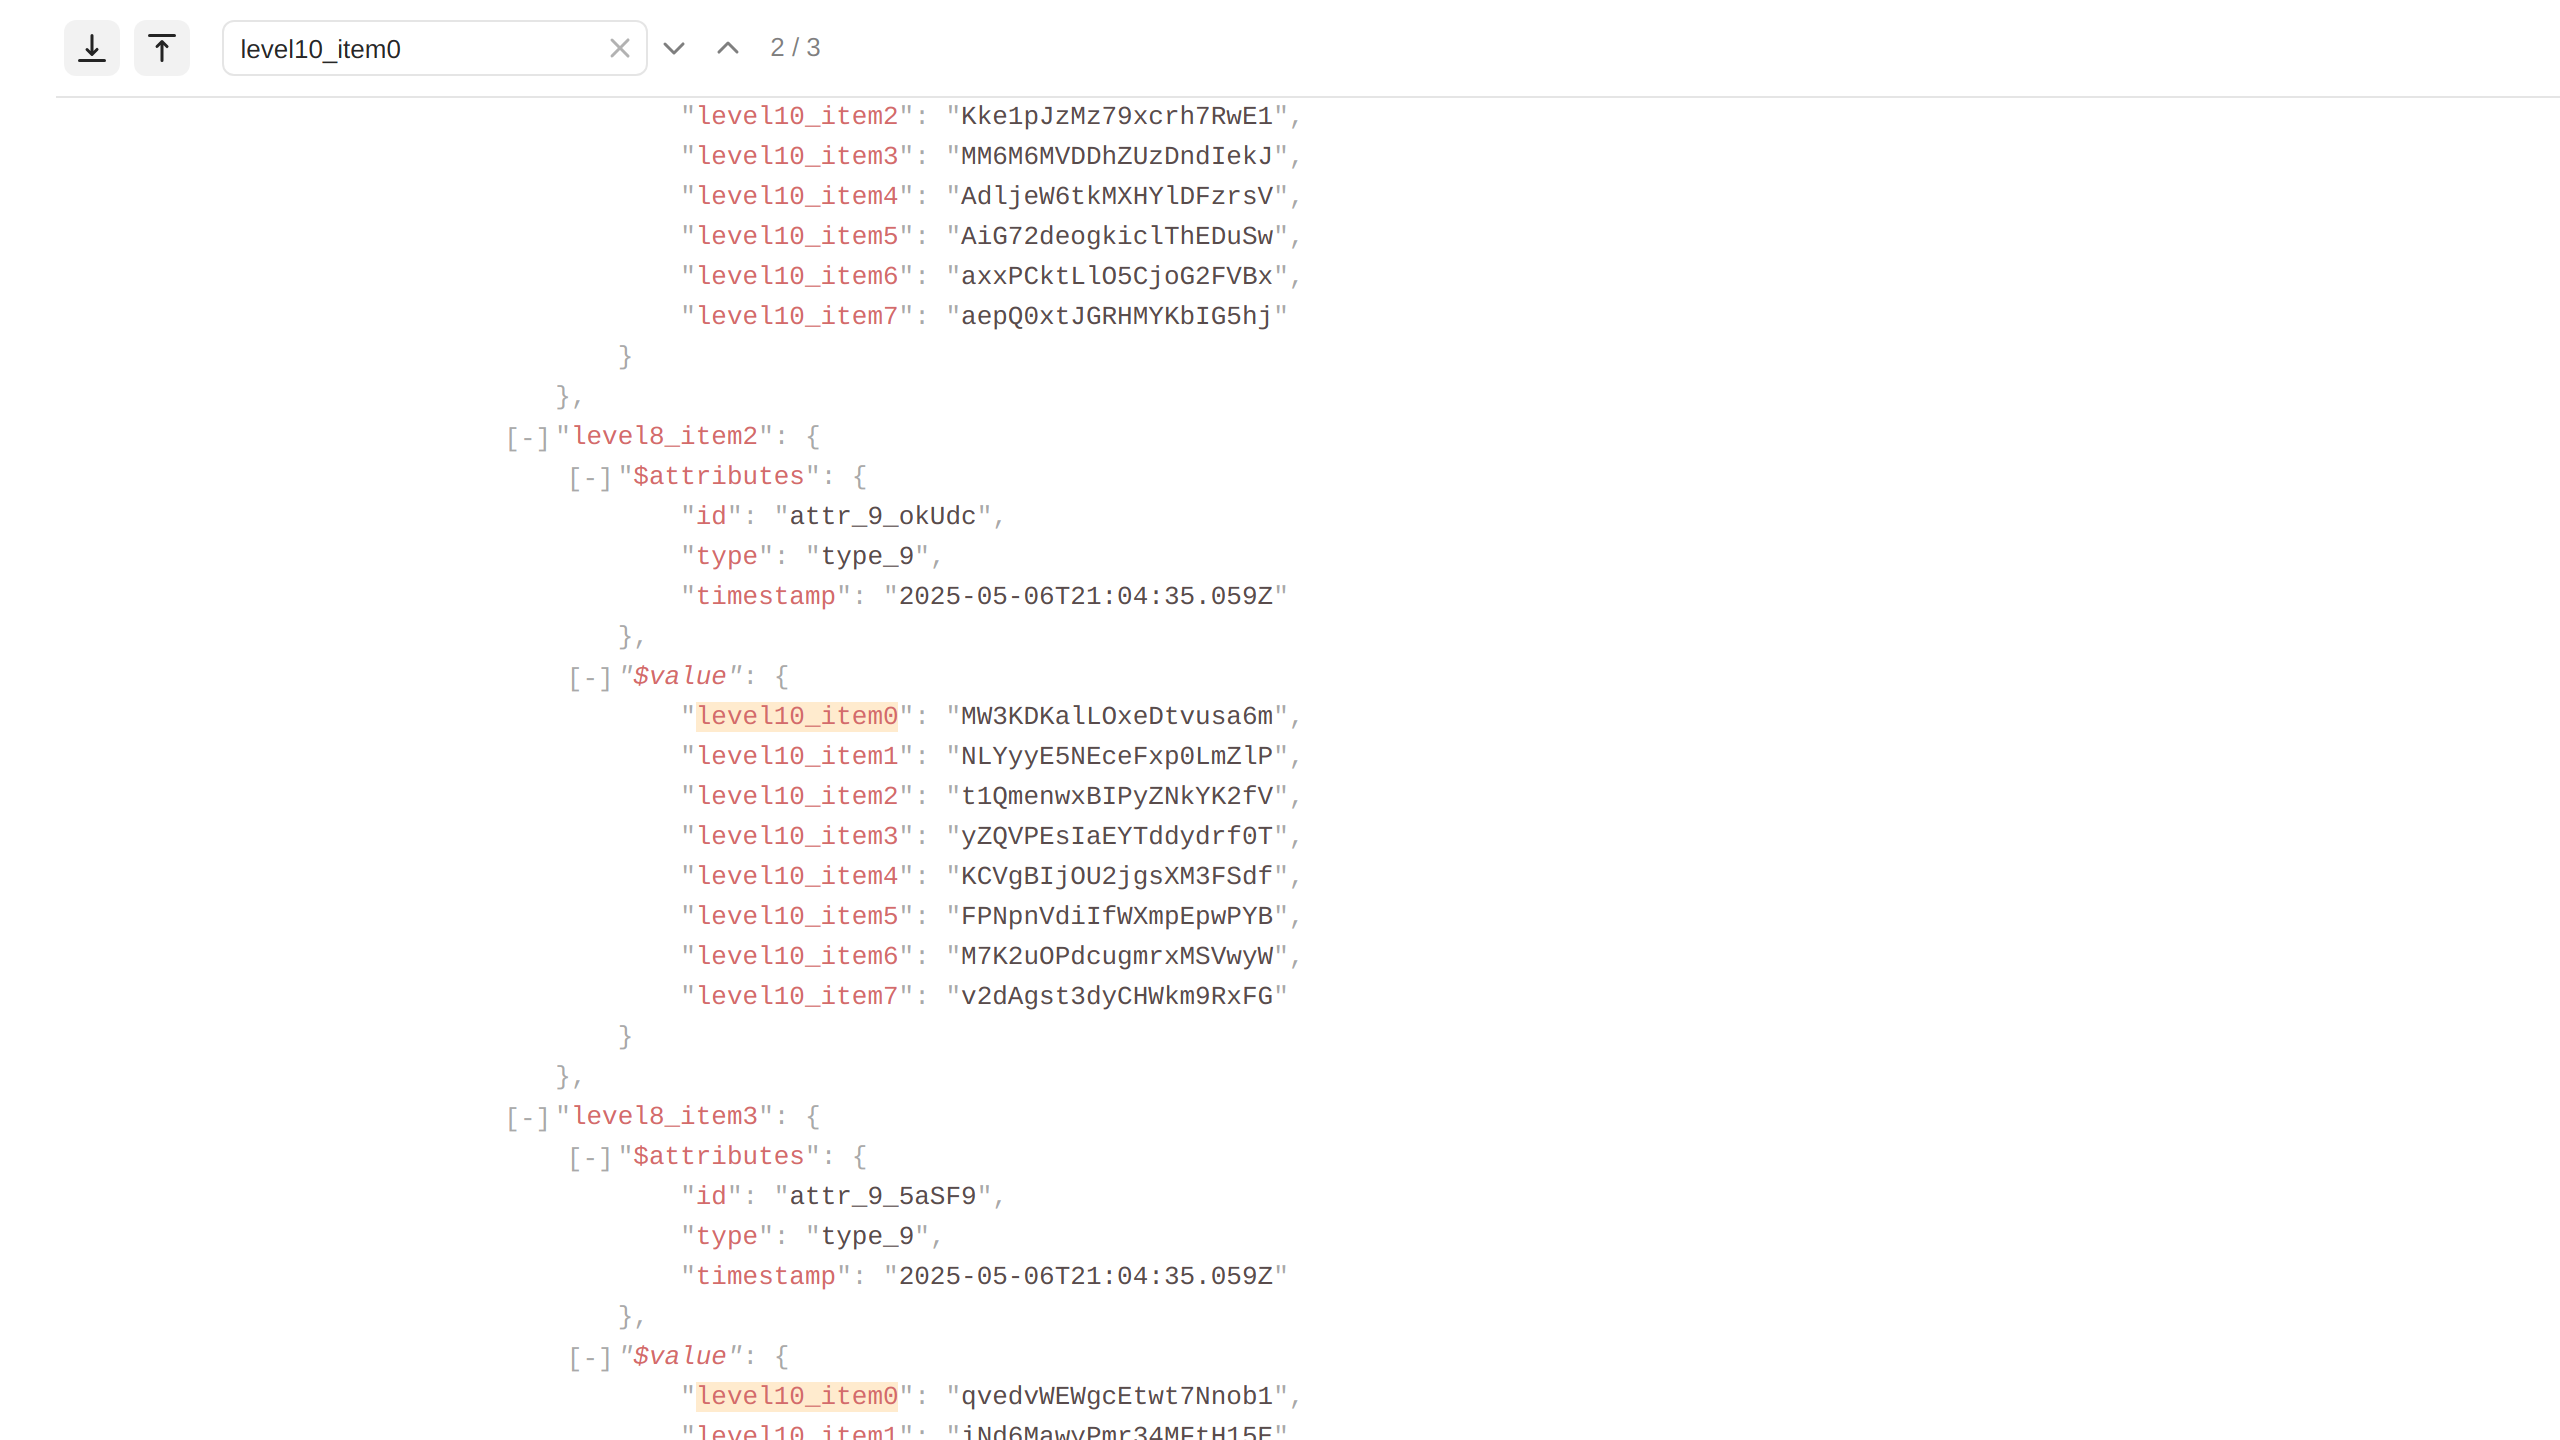 level10_item0 2 / 3
"level10_item2": "Kke1pJzMz79xcrh7RwE1",
"level10_item3": "MM6M6MVDDhZUzDndIekJ",
"level10_item4": "AdljeW6tkMXHYlDFzrsV",
"level10_item5": "AiG72deogkiclThEDuSw",
"level10_item6": "axxPCktLlO5CjoG2FVBx",
"level10_item7": "aepQ0xtJGRHMYKbIG5hj"
}
},
[-] "level8_item2": {
[-] "$attributes": {
"id": "attr_9_okUdc",
"type": "type_9",
"timestamp": "2025-05-06T21:04:35.059Z"
},
[-] "$value": {
"level10_item0": "MW3KDKalLOxeDtvusa6m",
"level10_item1": "NLYyyE5NEceFxp0LmZlP",
"level10_item2": "t1QmenwxBIPyZNkYK2fV",
"level10_item3": "yZQVPEsIaEYTddydrf0T",
"level10_item4": "KCVgBIjOU2jgsXM3FSdf",
"level10_item5": "FPNpnVdiIfWXmpEpwPYB",
"level10_item6": "M7K2uOPdcugmrxMSVwyW",
"level10_item7": "v2dAgst3dyCHWkm9RxFG"
}
},
[-] "level8_item3": {
[-] "$attributes": {
"id": "attr_9_5aSF9",
"type": "type_9",
"timestamp": "2025-05-06T21:04:35.059Z"
},
[-] "$value": {
"level10_item0": "qvedvWEWgcEtwt7Nnob1",
"level10_item1":